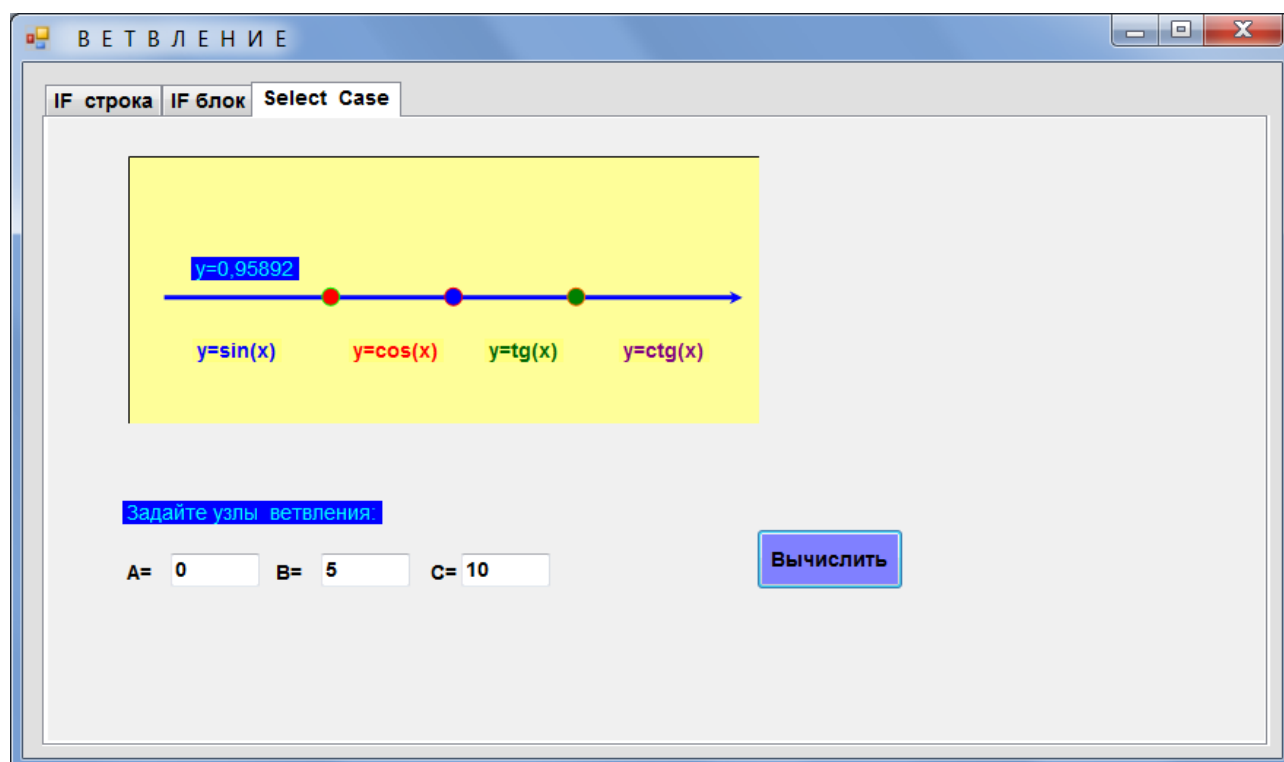 В Е Т В Л Е Н И Е
IF строка IF блок Select Case
y=0,95892
y=sin(x) y=cos(x) y=tg(x) y=ctg(x)
Задайте узлы ветвления:
A= 0 B= 5 C= 10
Вычислить